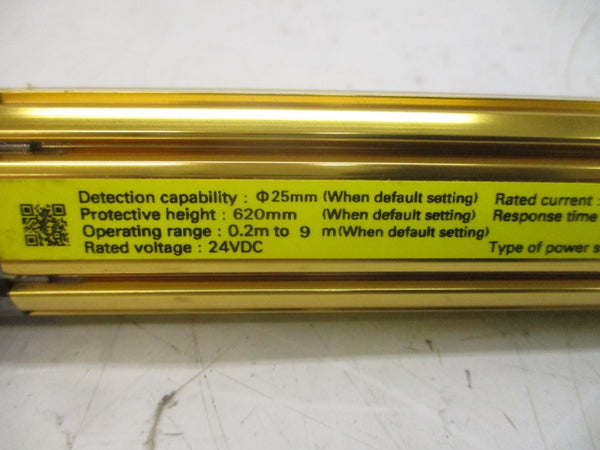 Detection capability : Φ25mm (When default setting) Rated current :
Protective height : 620mm (When default setting) Response time
Operating range : 0.2m to 9 m (When default setting)
Rated voltage : 24VDC Type of power s